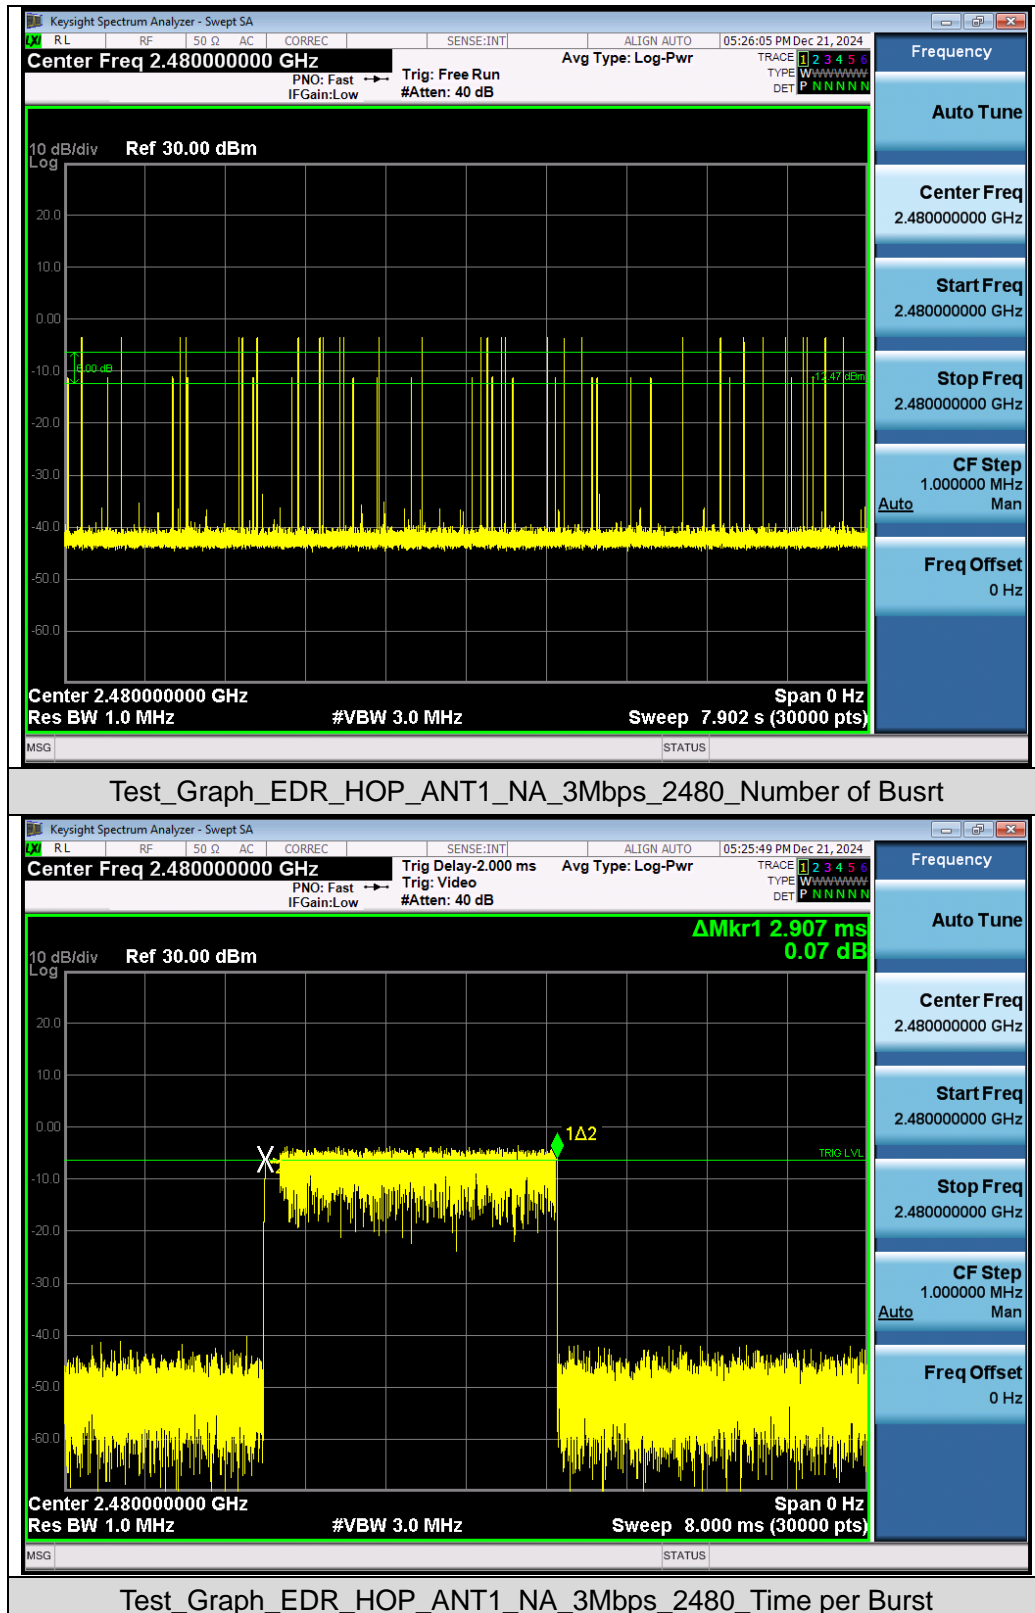 Keysight Spectrum Analyzer - Swept SA
LXI RL RF 50 Ω AC CORREC SENSE:INT ALIGN AUTO 05:26:05 PM Dec 21, 2024
Center Freq 2.480000000 GHz Avg Type: Log-Pwr TRACE 1 2 3 4 5 6
PNO: Fast Trig: Free Run TYPE WWWWWW
IFGain:Low #Atten: 40 dB DET P N N N N N
Frequency
Auto Tune
Center Freq
2.480000000 GHz
Start Freq
2.480000000 GHz
Stop Freq
2.480000000 GHz
CF Step
1.000000 MHz
Auto Man
Freq Offset
0 Hz
10 dB/div Ref 30.00 dBm
Log
20.0
10.0
0.00
-10.0
6.00 dB
-12.47 dBm
-20.0
-30.0
-40.0
-50.0
-60.0
Center 2.480000000 GHz Span 0 Hz
Res BW 1.0 MHz #VBW 3.0 MHz Sweep 7.902 s (30000 pts)
MSG STATUS
Test_Graph_EDR_HOP_ANT1_NA_3Mbps_2480_Number of Busrt
Keysight Spectrum Analyzer - Swept SA
LXI RL RF 50 Ω AC CORREC SENSE:INT ALIGN AUTO 05:25:49 PM Dec 21, 2024
Center Freq 2.480000000 GHz Trig Delay-2.000 ms Avg Type: Log-Pwr TRACE 1 2 3 4 5 6
PNO: Fast Trig: Video TYPE WWWWWW
IFGain:Low #Atten: 40 dB DET P N N N N N
Frequency
Auto Tune
Center Freq
2.480000000 GHz
Start Freq
2.480000000 GHz
Stop Freq
2.480000000 GHz
CF Step
1.000000 MHz
Auto Man
Freq Offset
0 Hz
ΔMkr1 2.907 ms
0.07 dB
10 dB/div Ref 30.00 dBm
Log
20.0
10.0
0.00
1Δ2
TRIG LVL
-10.0
-20.0
-30.0
-40.0
-50.0
-60.0
Center 2.480000000 GHz Span 0 Hz
Res BW 1.0 MHz #VBW 3.0 MHz Sweep 8.000 ms (30000 pts)
MSG STATUS
Test_Graph_EDR_HOP_ANT1_NA_3Mbps_2480_Time per Burst